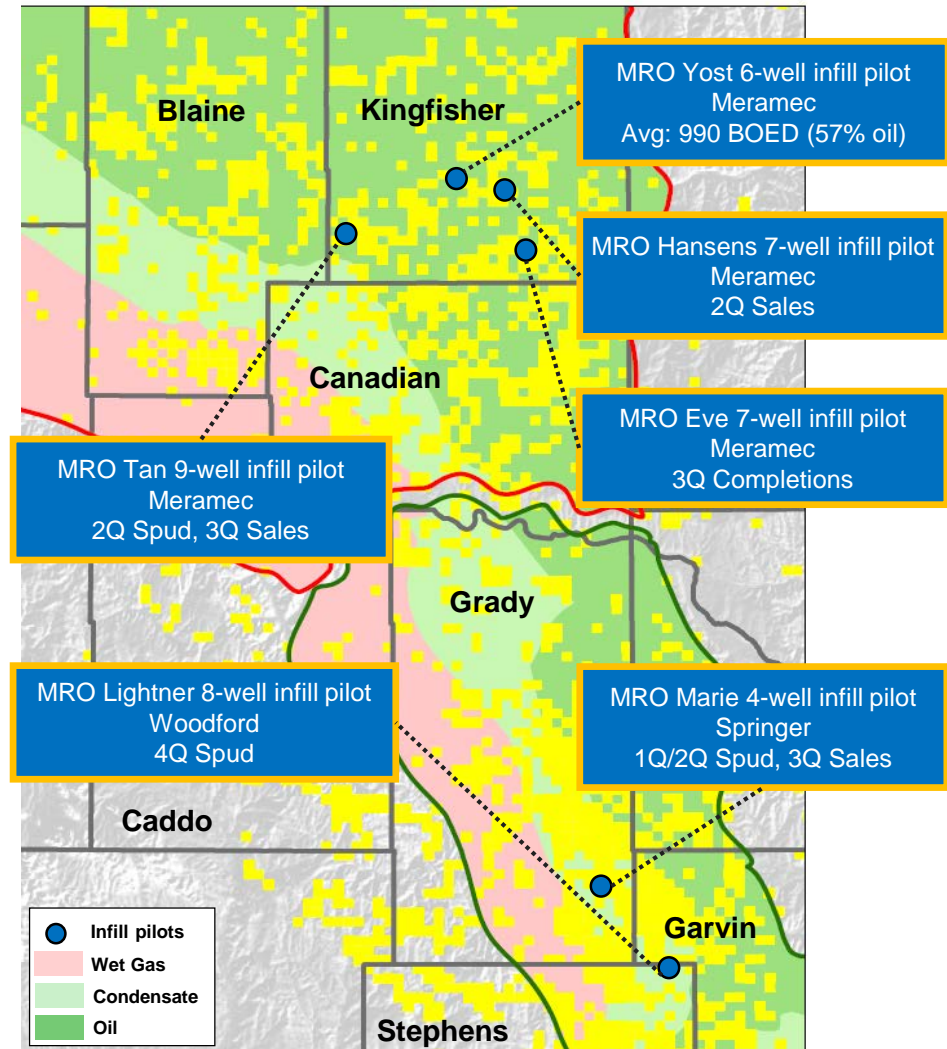 MRO Yost 6-well infill pilot
Meramec
Avg: 990 BOED (57% oil)
Blaine
Kingfisher
MRO Hansens 7-well infill pilot
Meramec
2Q Sales
Canadian
MRO Eve 7-well infill pilot
Meramec
3Q Completions
MRO Tan 9-well infill pilot
Meramec
2Q Spud, 3Q Sales
Grady
MRO Lightner 8-well infill pilot
Woodford
4Q Spud
MRO Marie 4-well infill pilot
Springer
1Q/2Q Spud, 3Q Sales
Caddo
Garvin
Stephens
Infill pilots
Wet Gas
Condensate
Oil